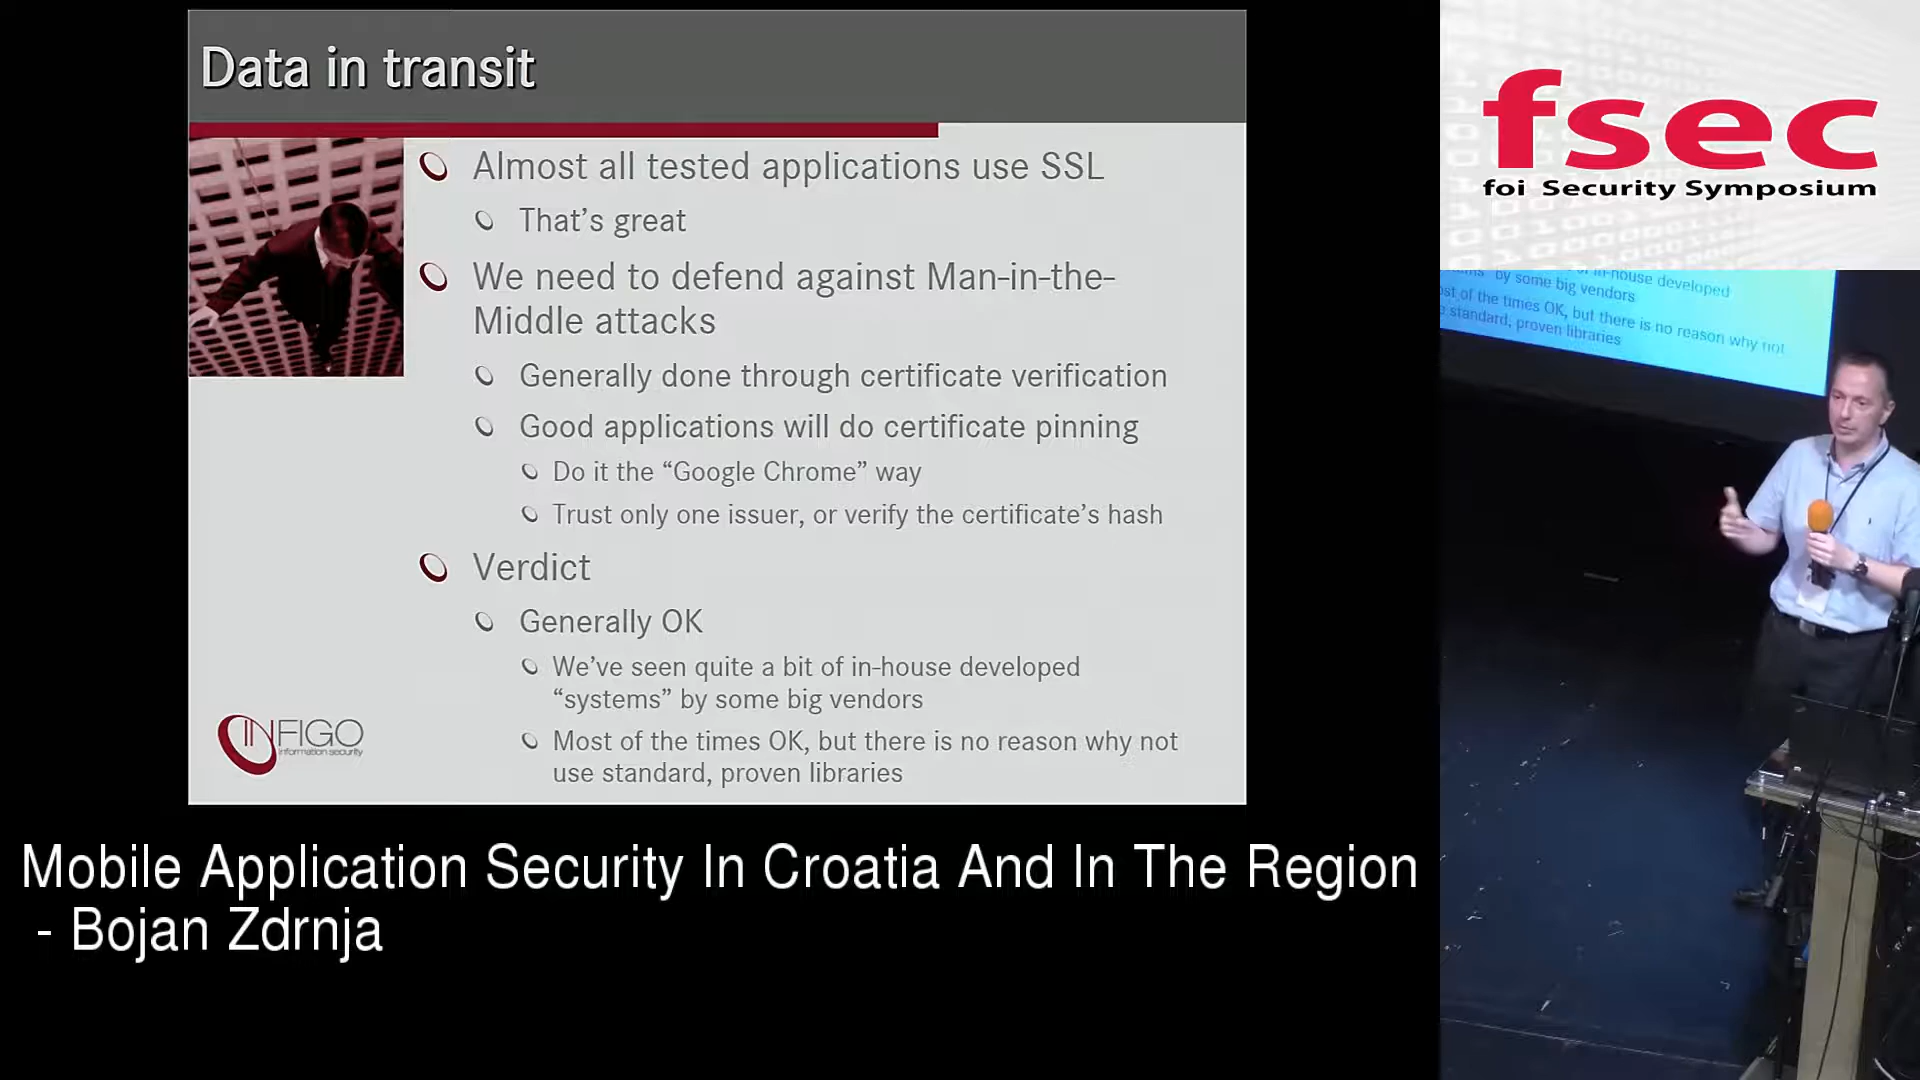 Data in transit
Almost all tested applications use SSL
That's great
We need to defend against Man-in-the-
Middle attacks
Generally done through certificate verification
Good applications will do certificate pinning
Do it the “Google Chrome” way
Trust only one issuer, or verify the certificate's hash
Verdict
Generally OK
We've seen quite a bit of in-house developed
“systems” by some big vendors
Most of the times OK, but there is no reason why not
use standard, proven libraries
INFIGO
information security
Mobile Application Security In Croatia And In The Region
- Bojan Zdrnja
fsec
foi Security Symposium
in-house developed
by some big vendors
of the times OK, but there is no reason why not
standard, proven libraries